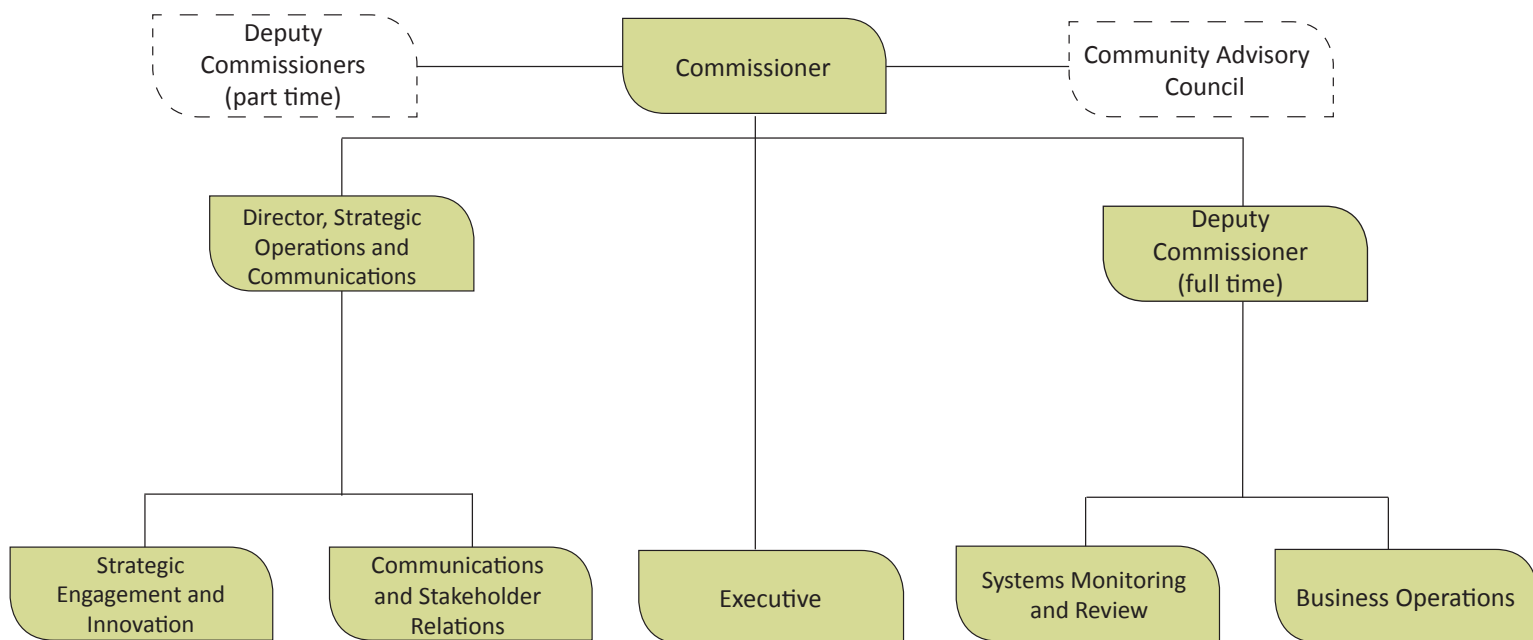 Deputy
Commissioners
(part time)
Commissioner
Community Advisory
Council
Director, Strategic
Operations and
Communications
Deputy
Commissioner
(full time)
Strategic
Engagement and
Innovation
Communications
and Stakeholder
Relations
Executive
Systems Monitoring
and Review
Business Operations